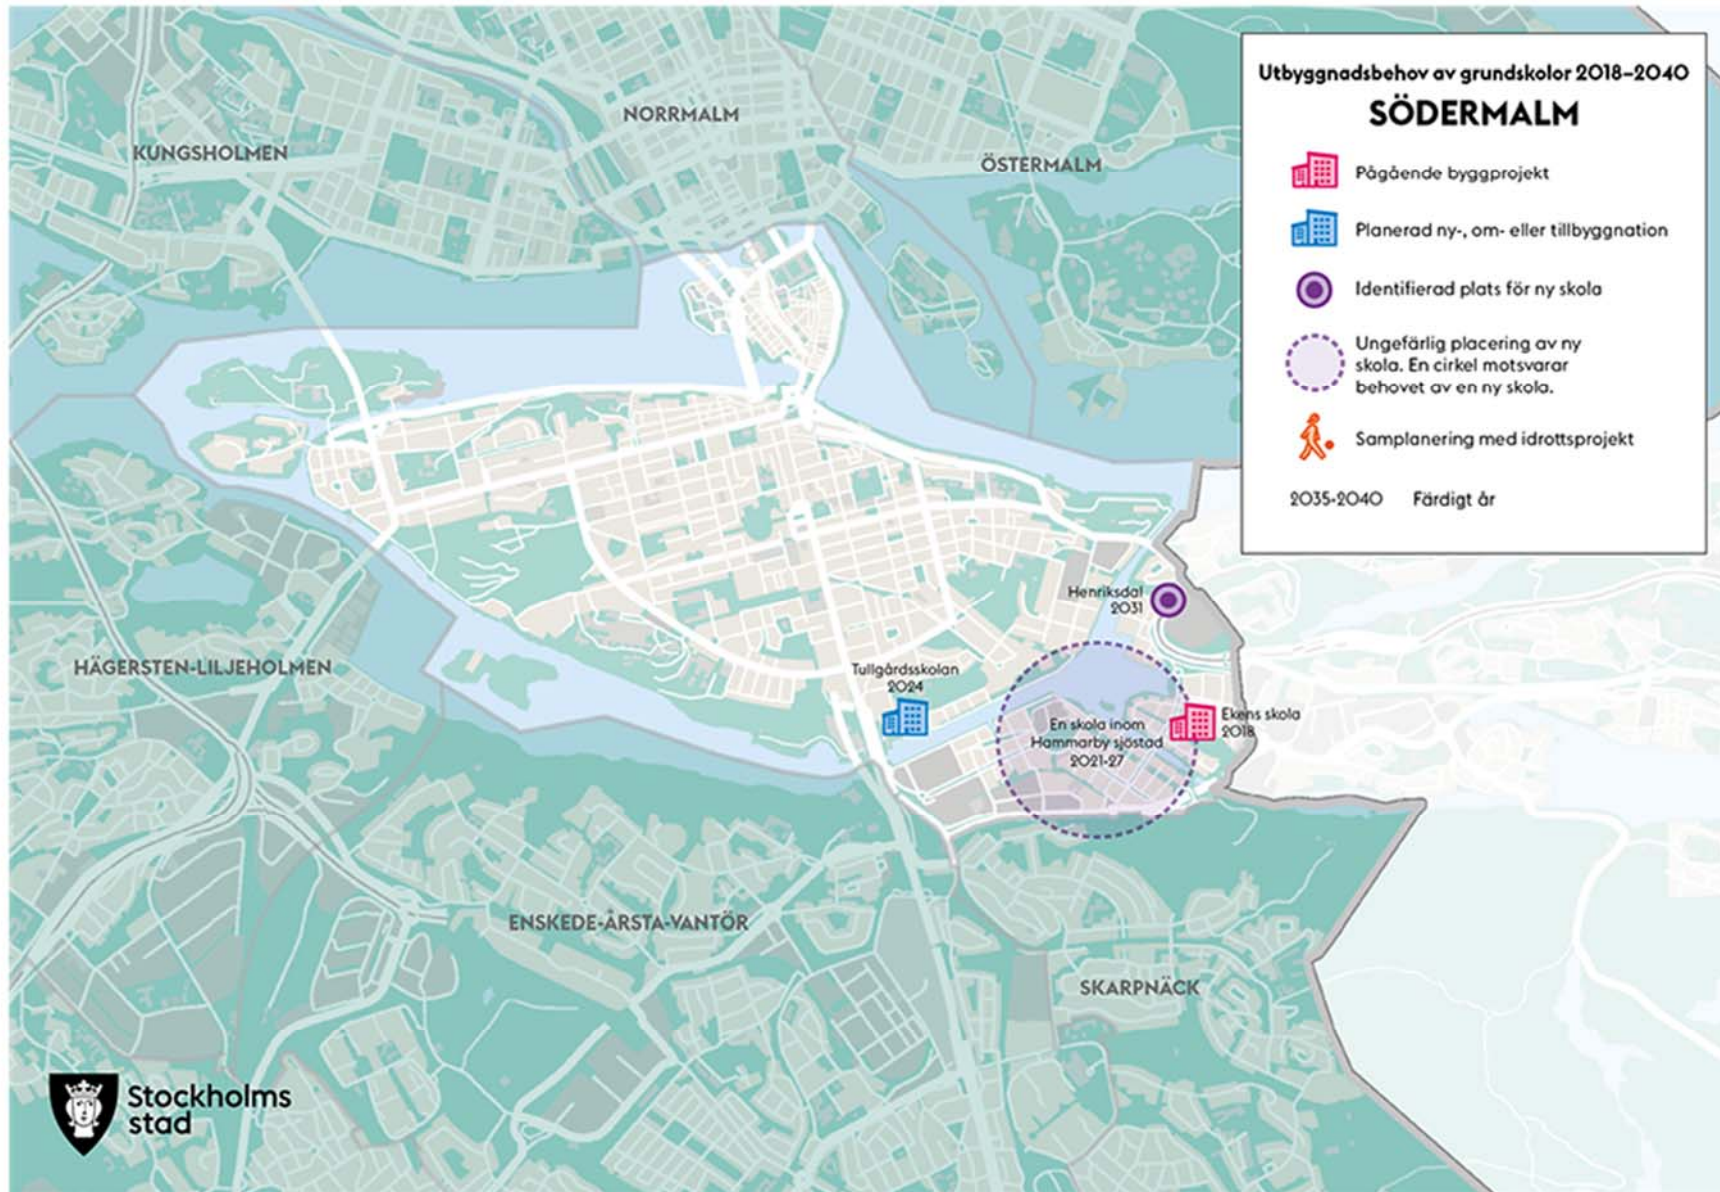 Utbyggnadsbehov av grundskolor 2018–2040
SÖDERMALM
Pågående byggprojekt
Planerad ny-, om- eller tillbyggnation
Identifierad plats för ny skola
Ungefärlig placering av ny
skola. En cirkel motsvarar
behovet av en ny skola.
Samplanering med idrottsprojekt
2035-2040 Färdigt år
NORRMALM
KUNGSHOLMEN
ÖSTERMALM
Henriksdal
2031
HÄGERSTEN-LILJEHOLMEN
Tullgårdsskolan
2024
En skola inom
Hammarby sjöstad
2021-27
Ekens skola
2018
ENSKEDE-ÅRSTA-VANTÖR
SKARPNÄCK
Stockholms
stad